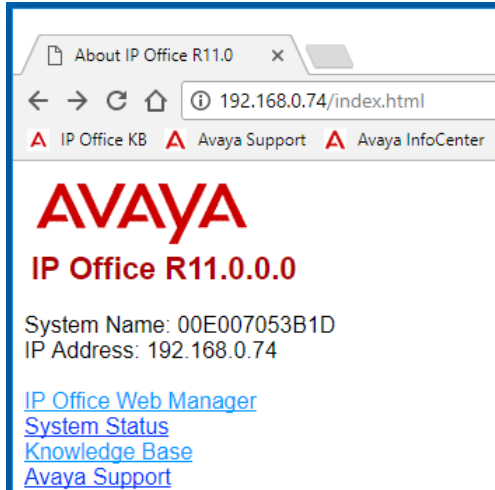 About IP Office R11.0
192.168.0.74/index.html
IP Office KB Avaya Support Avaya InfoCenter
AVAYA
IP Office R11.0.0.0
System Name: 00E007053B1D
IP Address: 192.168.0.74
IP Office Web Manager
System Status
Knowledge Base
Avaya Support